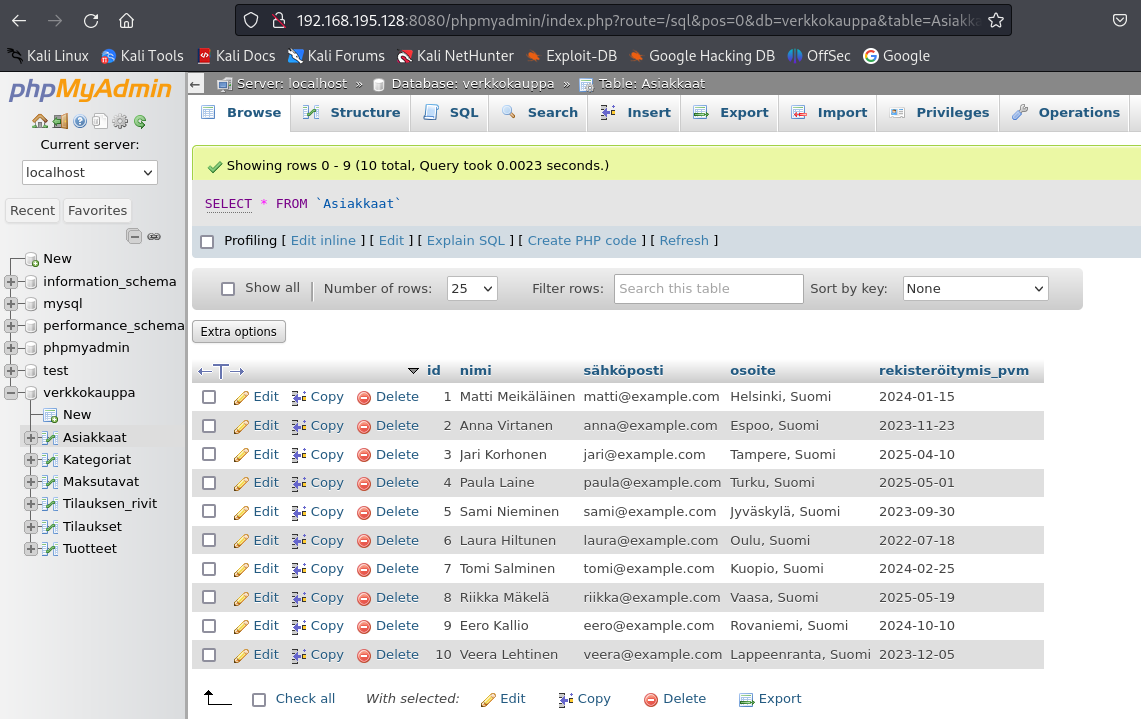 192.168.195.128:8080/phpmyadmin/index.php?route=/sql&pos=0&db=verkkokauppa&table=Asiakka
Kali Linux Kali Tools Kali Docs Kali Forums Kali NetHunter Exploit-DB Google Hacking DB OffSec Google
phpMyAdmin
Current server:
localhost
Recent Favorites
New
information_schema
mysql
performance_schema
phpmyadmin
test
verkkokauppa
New
Asiakkaat
Kategoriat
Maksutavat
Tilauksen_rivit
Tilaukset
Tuotteet
Server: localhost » Database: verkkokauppa » Table: Asiakkaat
Browse Structure SQL Search Insert Export Import Privileges Operations
Showing rows 0 - 9 (10 total, Query took 0.0023 seconds.)
SELECT * FROM `Asiakkaat`
Profiling [ Edit inline ] [ Edit ] [ Explain SQL ] [ Create PHP code ] [ Refresh ]
Show all Number of rows: 25 Filter rows: Search this table Sort by key: None
Extra options
id nimi sähköposti osoite rekisteröitymis_pvm
Edit Copy Delete 1 Matti Meikäläinen matti@example.com Helsinki, Suomi 2024-01-15
Edit Copy Delete 2 Anna Virtanen anna@example.com Espoo, Suomi 2023-11-23
Edit Copy Delete 3 Jari Korhonen jari@example.com Tampere, Suomi 2025-04-10
Edit Copy Delete 4 Paula Laine paula@example.com Turku, Suomi 2025-05-01
Edit Copy Delete 5 Sami Nieminen sami@example.com Jyväskylä, Suomi 2023-09-30
Edit Copy Delete 6 Laura Hiltunen laura@example.com Oulu, Suomi 2022-07-18
Edit Copy Delete 7 Tomi Salminen tomi@example.com Kuopio, Suomi 2024-02-25
Edit Copy Delete 8 Riikka Mäkelä riikka@example.com Vaasa, Suomi 2025-05-19
Edit Copy Delete 9 Eero Kallio eero@example.com Rovaniemi, Suomi 2024-10-10
Edit Copy Delete 10 Veera Lehtinen veera@example.com Lappeenranta, Suomi 2023-12-05
Check all With selected: Edit Copy Delete Export